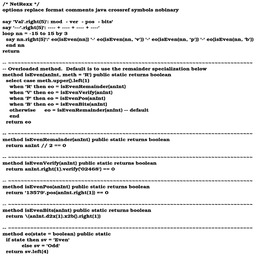 /* NetRexx */
options replace format comments java crossref symbols nobinary
say 'Val'.right(5)': mod - ver - pos - bits'
say '---'.right(5)': ---- + ---- + ---- + ----'
loop nn = -15 to 15 by 3
say nn.right(5)':' eo(isEven(nn)) '-' eo(isEven(nn, 'v')) '-' eo(isEven(nn, 'p')) '-' eo(isEven(nn, 'b'))
end nn
return
-- Overloaded method. Default is to use the remainder specialization below
method isEven(anInt, meth = 'R') public static returns boolean
select case meth.upper().left(1)
when 'R' then eo = isEvenRemainder(anInt)
when 'V' then eo = isEvenVerify(anInt)
when 'P' then eo = isEvenPos(anInt)
when 'B' then eo = isEvenBits(anInt)
otherwise eo = isEvenRemainder(anInt) -- default
end
return eo
method isEvenRemainder(anInt) public static returns boolean
return anInt // 2 == 0
method isEvenVerify(anInt) public static returns boolean
return anInt.right(1).verify('02468') == 0
method isEvenPos(anInt) public static returns boolean
return '13579'.pos(anInt.right(1)) == 0
method isEvenBits(anInt) public static returns boolean
return \(anInt.d2x(1).x2b().right(1))
method eo(state = boolean) public static
if state then sv = 'Even'
else sv = 'Odd'
return sv.left(4)